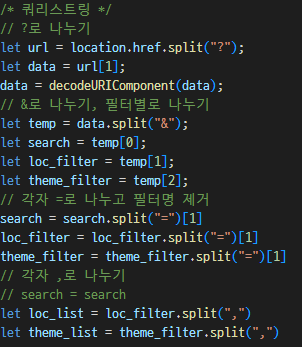 /* 쿼리스트링 */
// ?로 나누기
let url = location.href.split("?");
let data = url[1];
data = decodeURIComponent(data);
// &로 나누기, 필터별로 나누기
let temp = data.split("&");
let search = temp[0];
let loc_filter = temp[1];
let theme_filter = temp[2];
// 각자 =로 나누고 필터명 제거
search = search.split("=")[1]
loc_filter = loc_filter.split("=")[1]
theme_filter = theme_filter.split("=")[1]
// 각자 ,로 나누기
// search = search
let loc_list = loc_filter.split(",")
let theme_list = theme_filter.split(",")